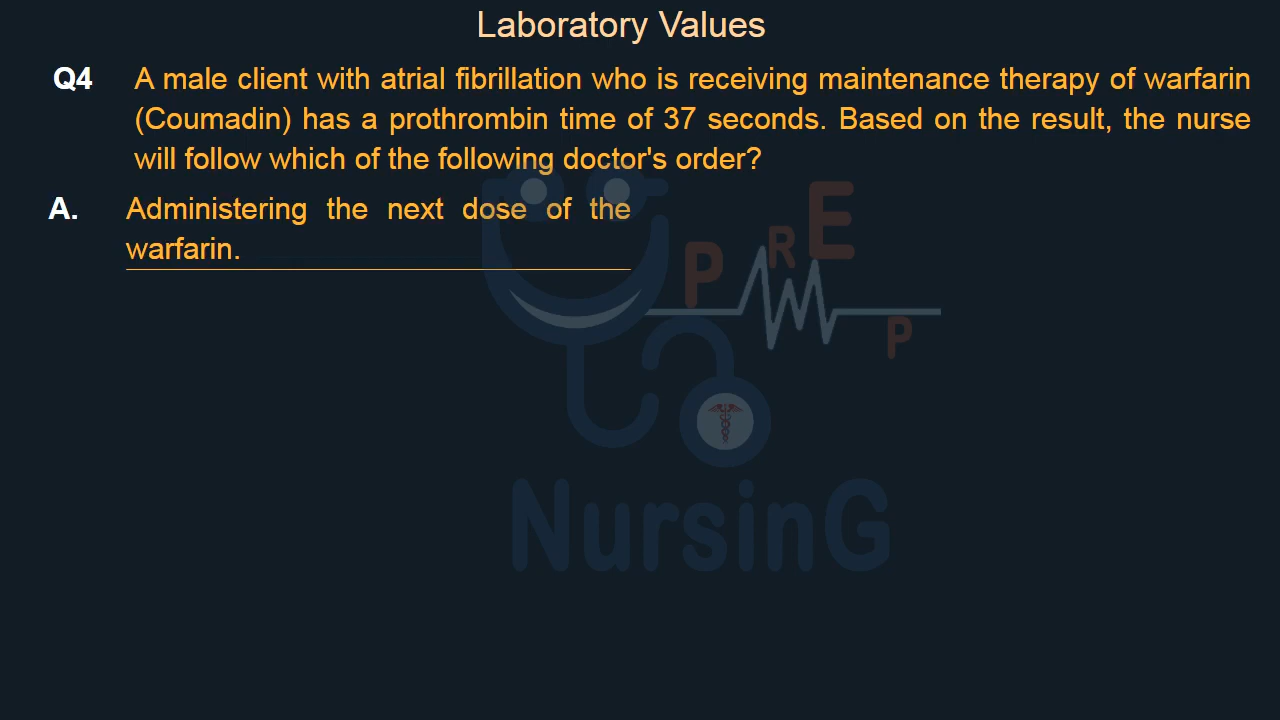 Laboratory Values
Q4 A male client with atrial fibrillation who is receiving maintenance therapy of warfarin
(Coumadin) has a prothrombin time of 37 seconds. Based on the result, the nurse
will follow which of the following doctor's order?
A. Administering the next dose of the
warfarin.
PREP
NursinG